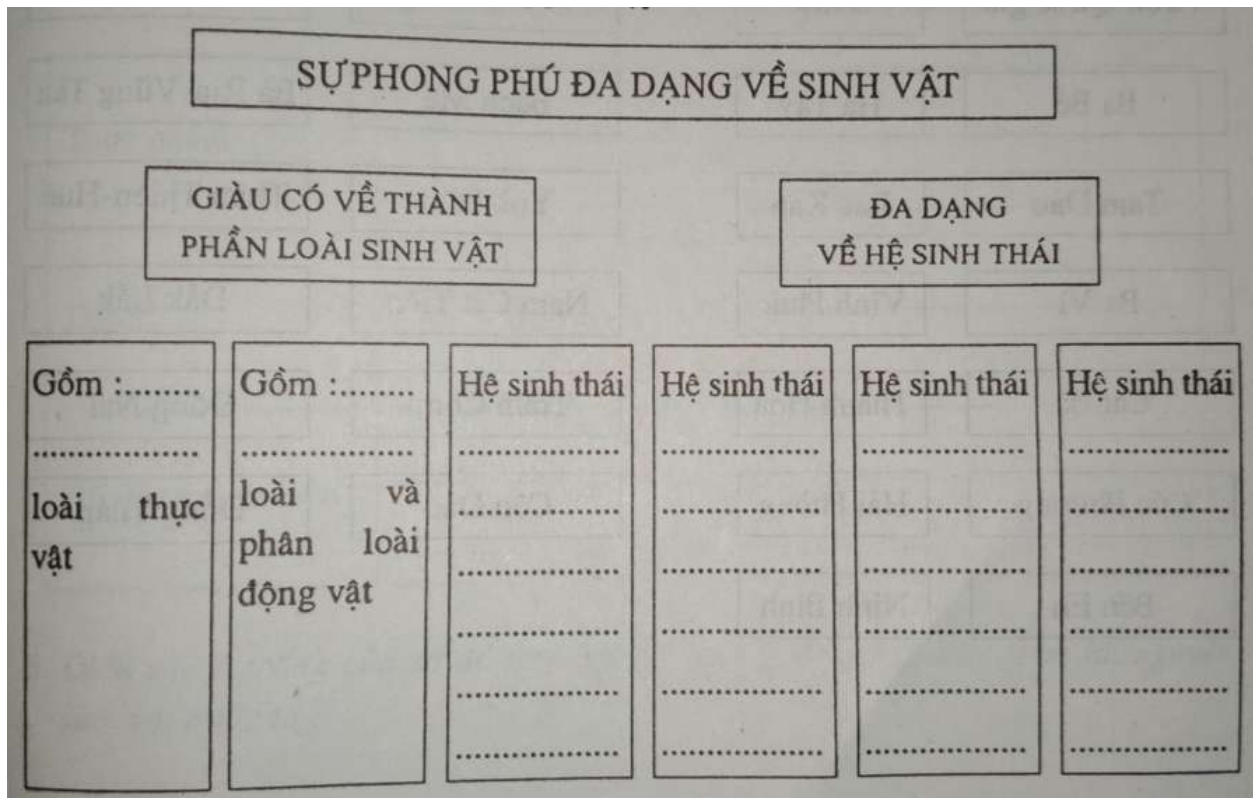 SỰ PHONG PHÚ ĐA DẠNG VỀ SINH VẬT
GIÀU CÓ VỀ THÀNH
PHẦN LOÀI SINH VẬT
ĐA DẠNG
VỀ HỆ SINH THÁI
Gồm :.........
..................
loài thực
vật
Gồm :.........
..................
loài và
phân loài
động vật
Hệ sinh thái
..................
..................
..................
..................
..................
..................
Hệ sinh thái
..................
..................
..................
..................
..................
..................
Hệ sinh thái
..................
..................
..................
..................
..................
..................
Hệ sinh thái
..................
..................
..................
..................
..................
..................